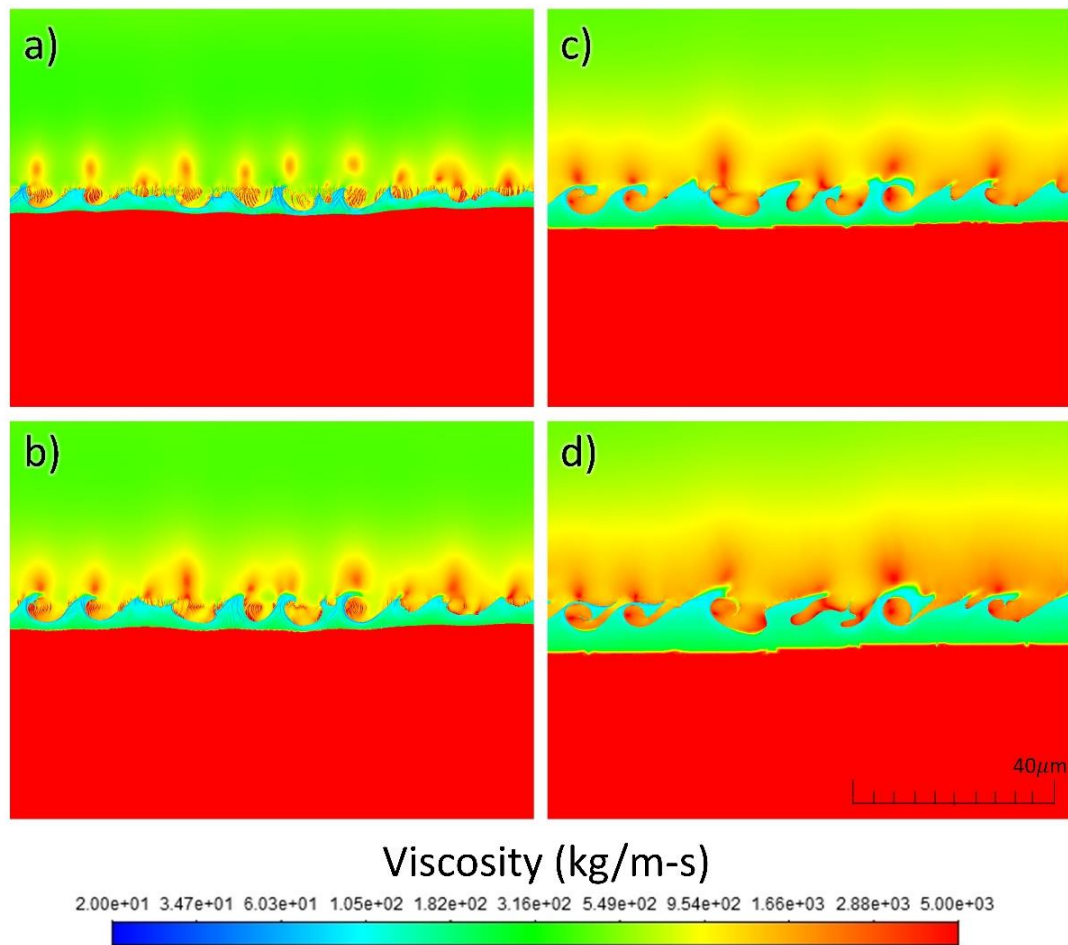 a)
c)
b)
d)
40μm
Viscosity (kg/m-s)
2.00e+01 3.47e+01 6.03e+01 1.05e+02 1.82e+02 3.16e+02 5.49e+02 9.54e+02 1.66e+03 2.88e+03 5.00e+03